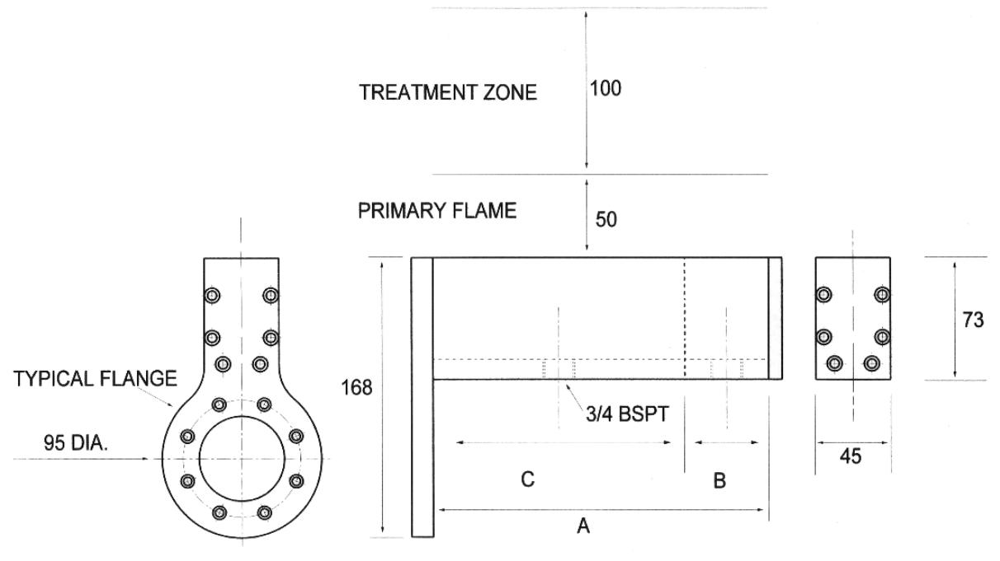 TREATMENT ZONE
100
PRIMARY FLAME
50
73
TYPICAL FLANGE
168
3/4 BSPT
95 DIA.
45
C
B
A